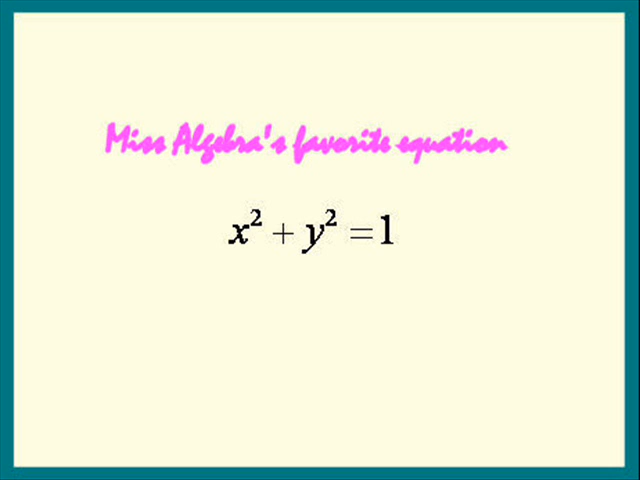 Miss Algebra's favorite equation
x² + y² = 1